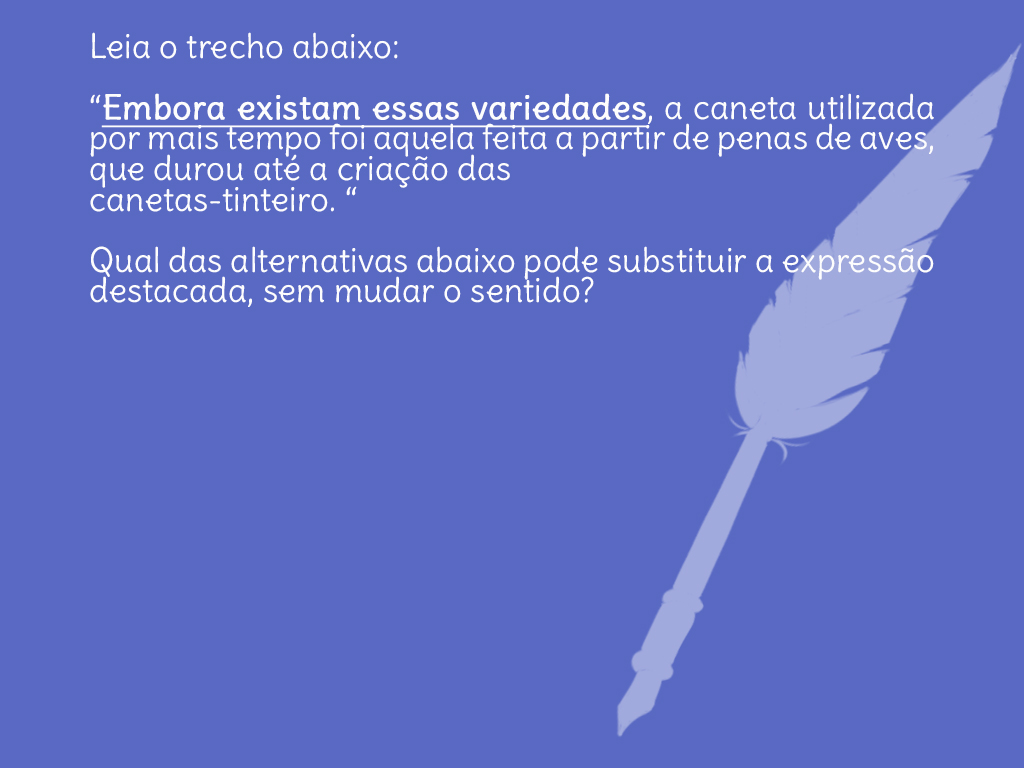 Leia o trecho abaixo:
“Embora existam essas variedades, a caneta utilizada
por mais tempo foi aquela feita a partir de penas de aves,
que durou até a criação das
canetas-tinteiro. “
Qual das alternativas abaixo pode substituir a expressão
destacada, sem mudar o sentido?